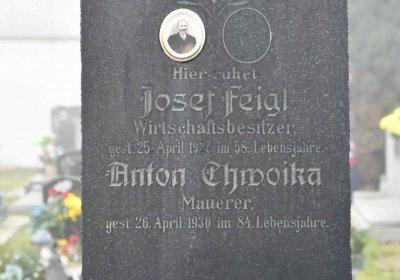 Hier ruhet
Josef Feigl
Wirtschaftsbesitzer,
gest. 25. April 1927 im 58. Lebensjahre.
Anton Chwoika
Maurer,
gest. 26. April 1930 im 84. Lebensjahre.